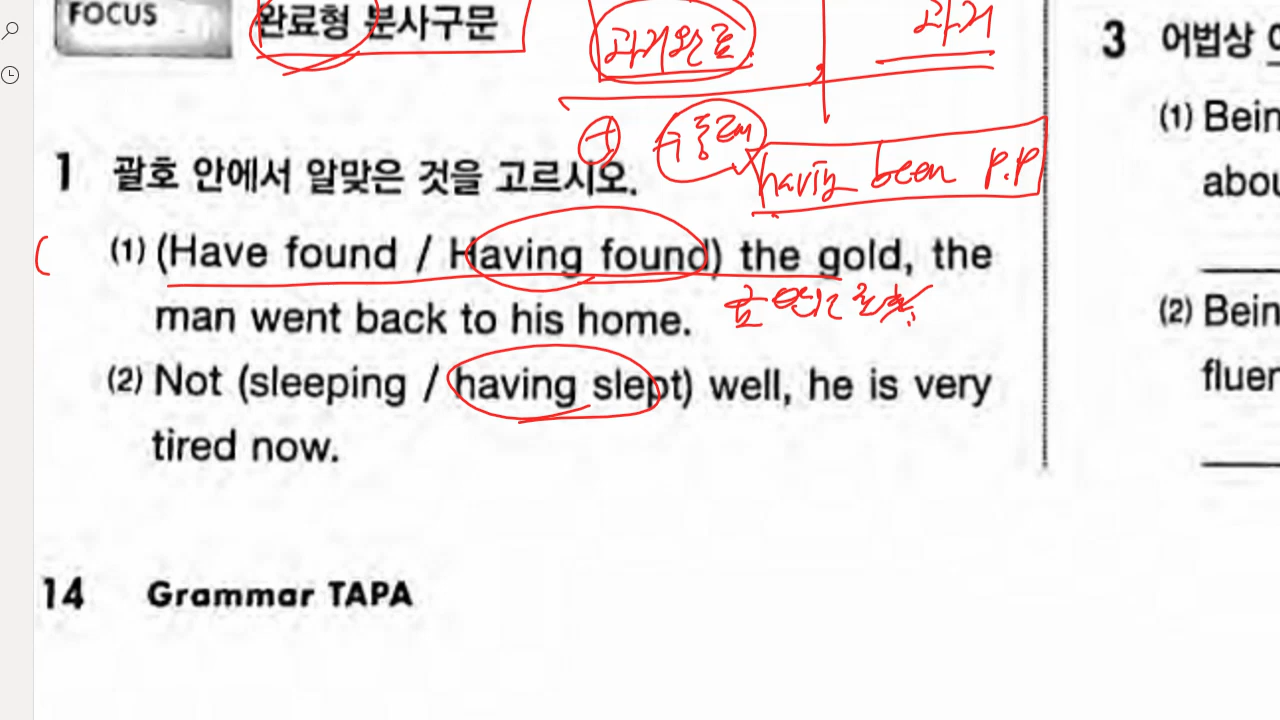 FOCUS 완료형 분사구문
과거완료
과거
+ 수동태
having been p.p
1 괄호 안에서 알맞은 것을 고르시오.
(1) (Have found / Having found) the gold, the
man went back to his home.
(2) Not (sleeping / having slept) well, he is very
tired now.
14 Grammar TAPA
3 어법상
(1) Bein
abou
(2) Bein
fluen